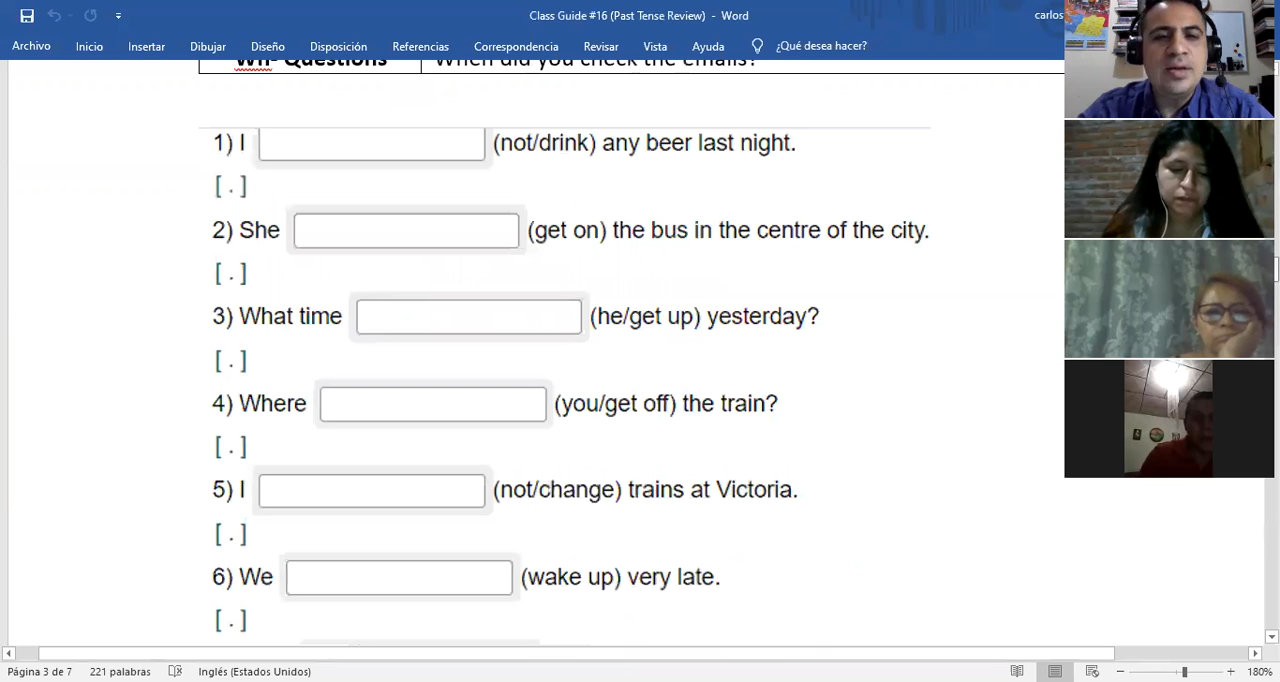 Class Guide #16 (Past Tense Review) - Word
carlos
Archivo Inicio Insertar Dibujar Diseño Disposición Referencias Correspondencia Revisar Vista Ayuda ¿Qué desea hacer?
WH- Questions When did you check the emails?
1) I (not/drink) any beer last night.
[ . ]
2) She (get on) the bus in the centre of the city.
[ . ]
3) What time (he/get up) yesterday?
[ . ]
4) Where (you/get off) the train?
[ . ]
5) I (not/change) trains at Victoria.
[ . ]
6) We (wake up) very late.
[ . ]
Página 3 de 7 221 palabras Inglés (Estados Unidos) 180%